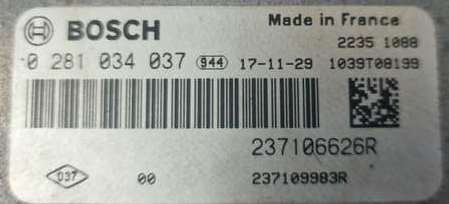 BOSCH Made in France
2235 1088
0 281 034 037 944 17-11-29 1039T08199
237106626R
037 00 237109983R